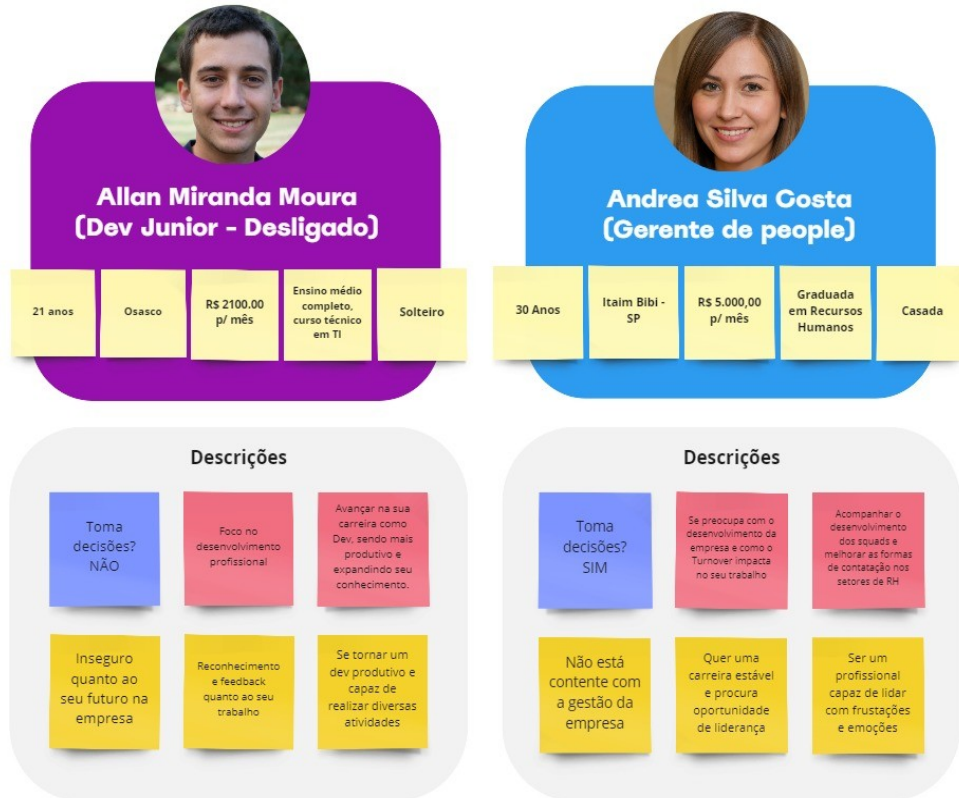 Allan Miranda Moura
(Dev Junior - Desligado)
21 anos
Osasco
R$ 2100.00
p/ mês
Ensino médio
completo,
curso técnico
em TI
Solteiro
Andrea Silva Costa
(Gerente de people)
30 Anos
Itaim Bibi -
SP
R$ 5.000,00
p/ mês
Graduada
em Recursos
Humanos
Casada
Descrições
Toma
decisões?
NÃO
Foco no
desenvolvimento
profissional
Avançar na sua
carreira como
Dev, sendo mais
produtivo e
expandindo seu
conhecimento.
Inseguro
quanto ao
seu futuro na
empresa
Reconhecimento
e feedback
quanto ao seu
trabalho
Se tornar um
dev produtivo e
capaz de
realizar diversas
atividades
Descrições
Toma
decisões?
SIM
Se preocupa com o
desenvolvimento da
empresa e como o
Turnover impacta
no seu trabalho
Acompanhar o
desenvolvimento
dos squads e
melhorar as formas
de contatação nos
setores de RH
Não está
contente com
a gestão da
empresa
Quer uma
carreira estável
e procura
oportunidade
de liderança
Ser um
profissional
capaz de lidar
com frustações
e emoções